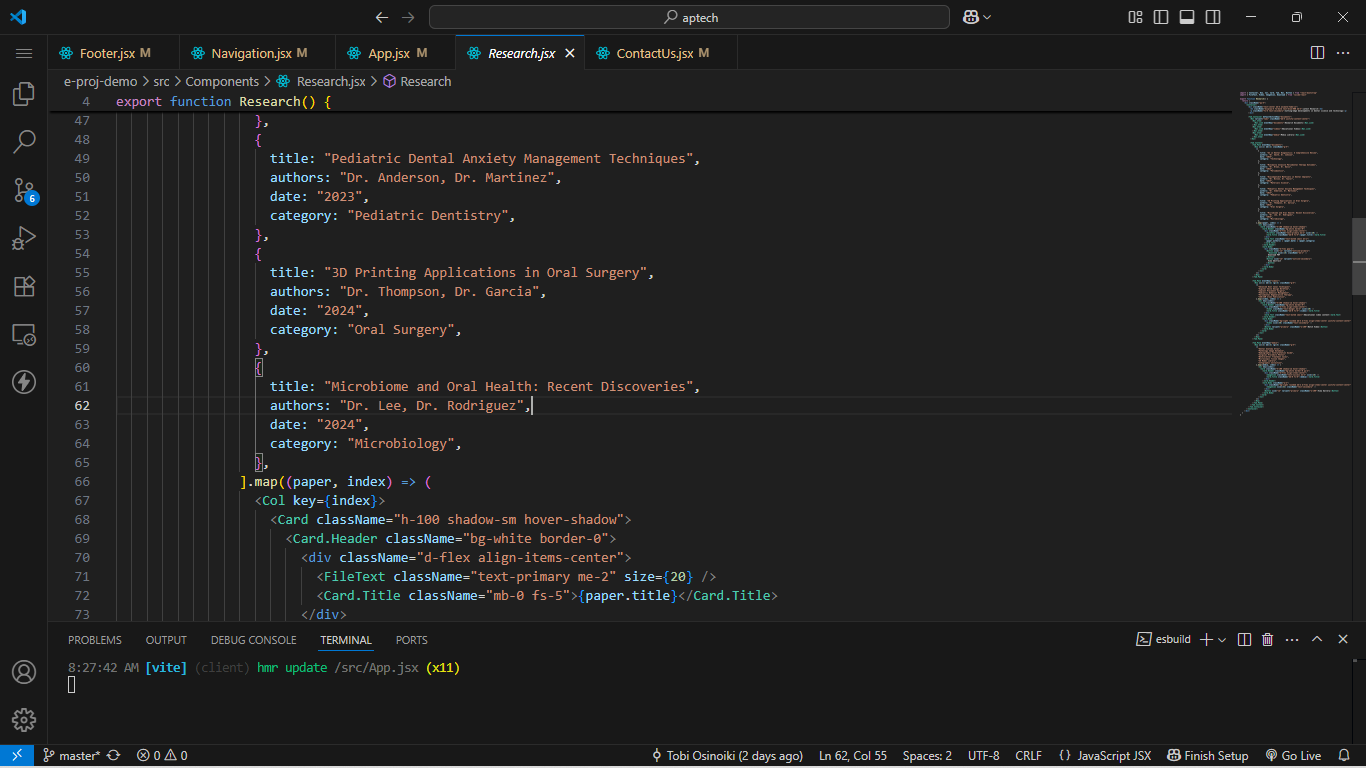 aptech
Footer.jsx M
Navigation.jsx M
App.jsx M
Research.jsx
ContactUs.jsx M
e-proj-demo > src > Components > Research.jsx > Research
4 export function Research() {
47 },
48 {
49 title: "Pediatric Dental Anxiety Management Techniques",
50 authors: "Dr. Anderson, Dr. Martinez",
51 date: "2023",
52 category: "Pediatric Dentistry",
53 },
54 {
55 title: "3D Printing Applications in Oral Surgery",
56 authors: "Dr. Thompson, Dr. Garcia",
57 date: "2024",
58 category: "Oral Surgery",
59 },
60 {
61 title: "Microbiome and Oral Health: Recent Discoveries",
62 authors: "Dr. Lee, Dr. Rodriguez",
63 date: "2024",
64 category: "Microbiology",
65 },
66 ].map((paper, index) => (
67 <Col key={index}>
68 <Card className="h-100 shadow-sm hover-shadow">
69 <Card.Header className="bg-white border-0">
70 <div className="d-flex align-items-center">
71 <FileText className="text-primary me-2" size={20} />
72 <Card.Title className="mb-0 fs-5">{paper.title}</Card.Title>
73 </div>
6
PROBLEMS OUTPUT DEBUG CONSOLE TERMINAL PORTS
esbuild
8:27:42 AM [vite] (client) hmr update /src/App.jsx (x11)
master* 0 0 Tobi Osinoiki (2 days ago) Ln 62, Col 55 Spaces: 2 UTF-8 CRLF {} JavaScript JSX Finish Setup Go Live